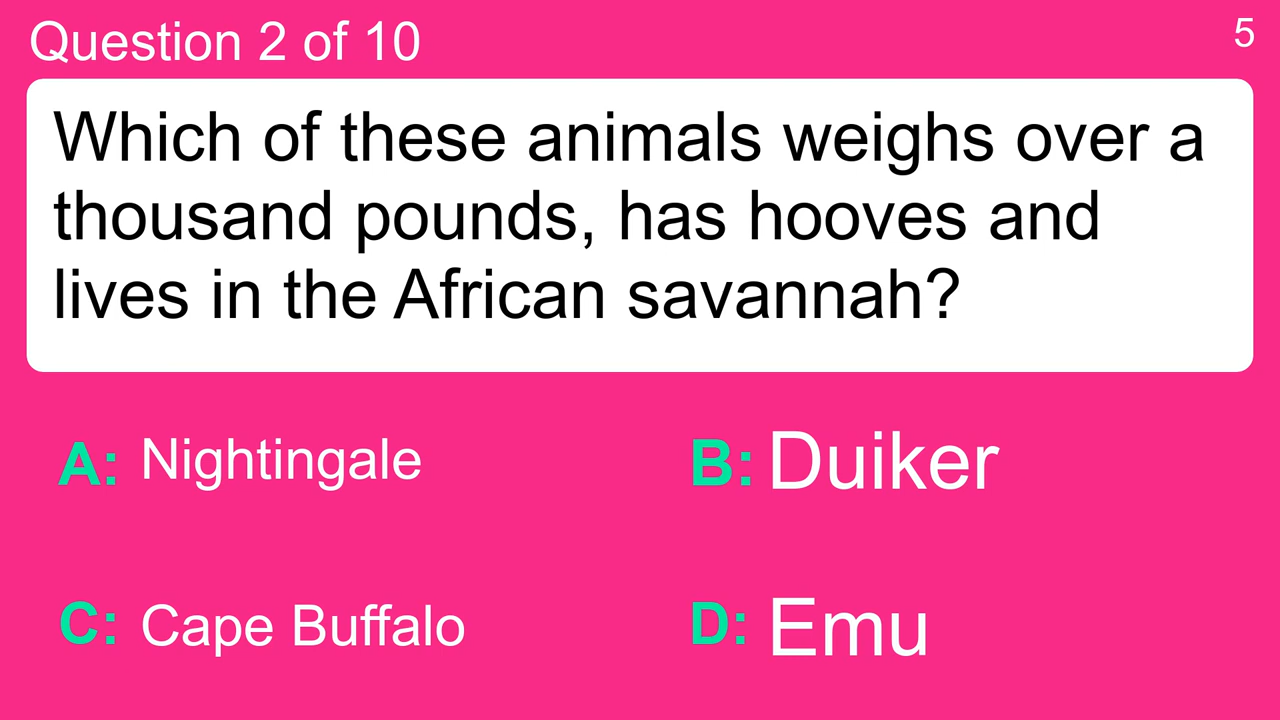 Question 2 of 10
5
Which of these animals weighs over a
thousand pounds, has hooves and
lives in the African savannah?
A: Nightingale
B: Duiker
C: Cape Buffalo
D: Emu